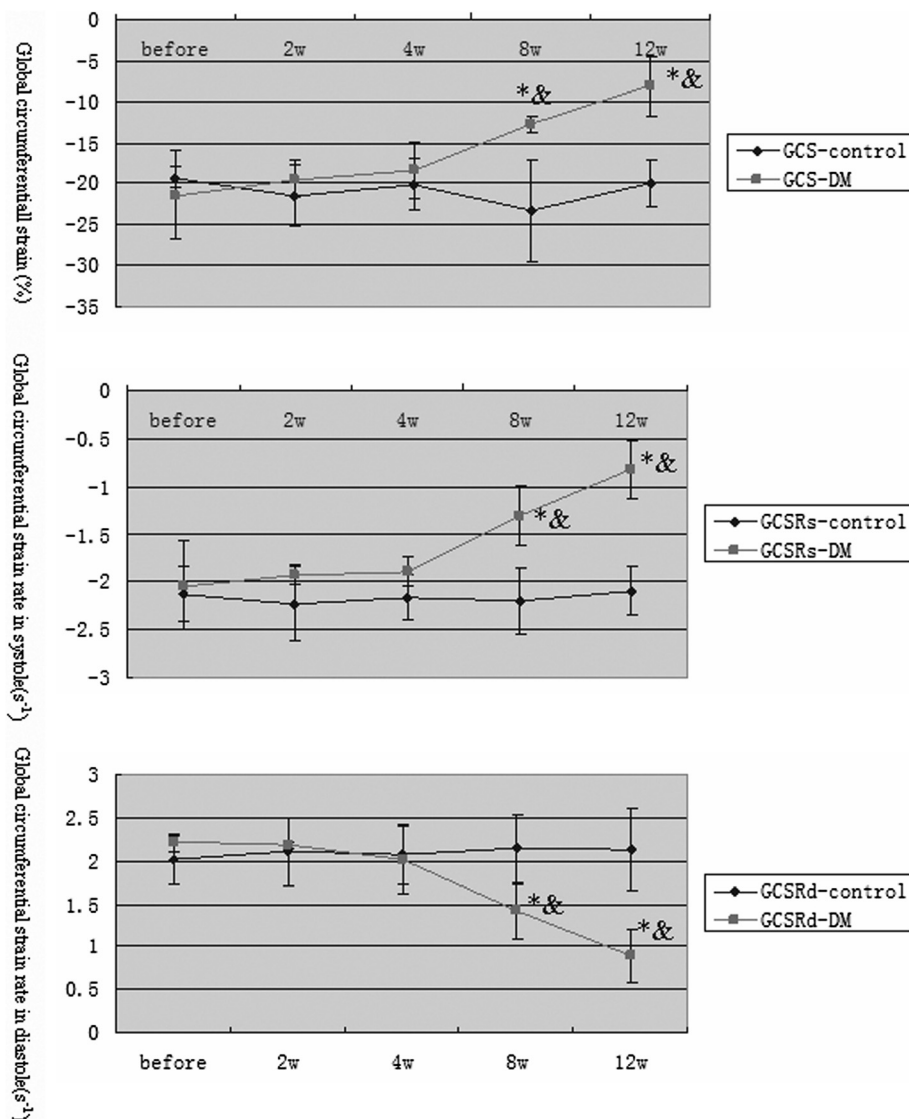 Global circumferentiall strain (%)
0
-5
-10
-15
-20
-25
-30
-35
before 2w 4w 8w 12w
*& *&
GCS-control
GCS-DM
Global circumferential strain rate in systole(s⁻¹)
0
-0.5
-1
-1.5
-2
-2.5
-3
before 2w 4w 8w 12w
*& *&
GCSRs-control
GCSRs-DM
Global circumferential strain rate in diastole(s⁻¹)
3
2.5
2
1.5
1
0.5
0
*& *&
before 2w 4w 8w 12w
GCSRd-control
GCSRd-DM